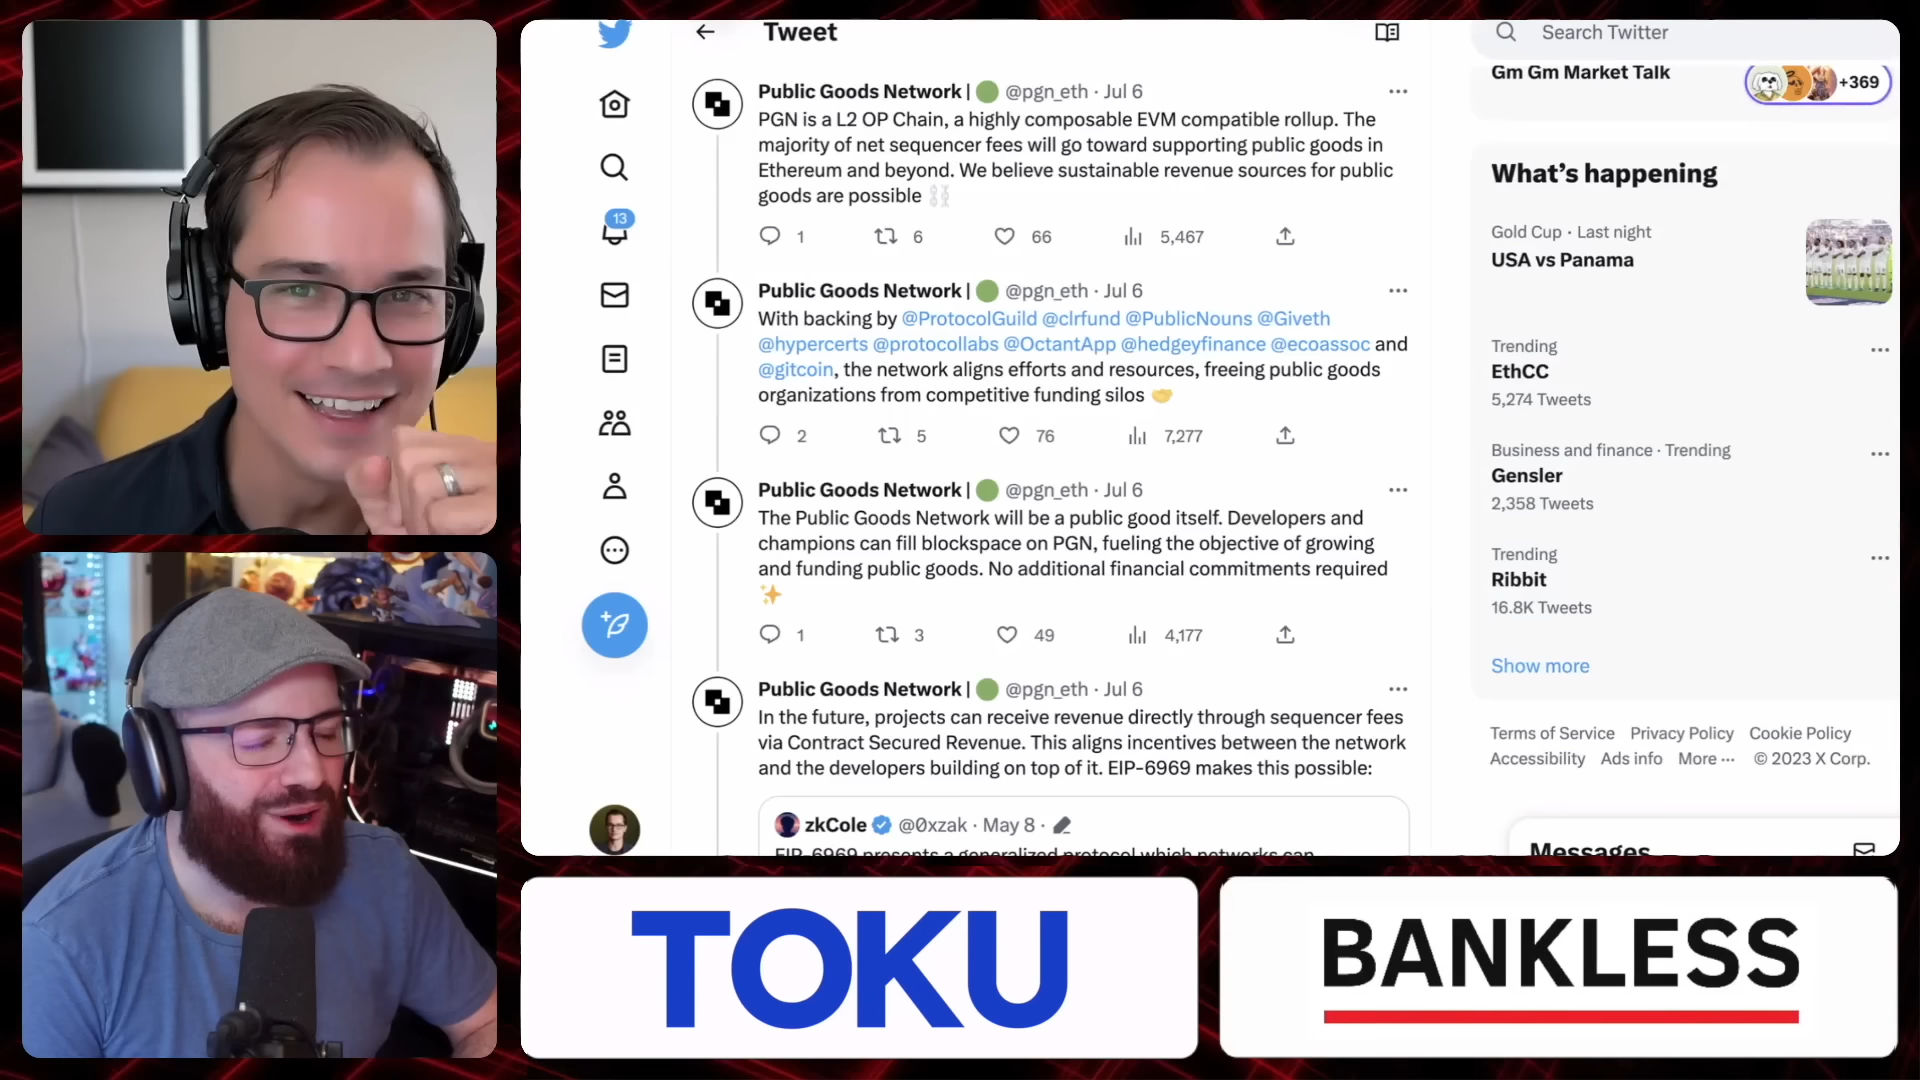 Tweet
Public Goods Network | 🟢 @pgn_eth · Jul 6
PGN is a L2 OP Chain, a highly composable EVM compatible rollup. The
majority of net sequencer fees will go toward supporting public goods in
Ethereum and beyond. We believe sustainable revenue sources for public
goods are possible ⛓️
1 6 66 5,467
Public Goods Network | 🟢 @pgn_eth · Jul 6
With backing by @ProtocolGuild @clrfund @PublicNouns @Giveth
@hypercerts @protocollabs @OctantApp @hedgeyfinance @ecoassoc and
@gitcoin, the network aligns efforts and resources, freeing public goods
organizations from competitive funding silos 🤝
2 5 76 7,277
Public Goods Network | 🟢 @pgn_eth · Jul 6
The Public Goods Network will be a public good itself. Developers and
champions can fill blockspace on PGN, fueling the objective of growing
and funding public goods. No additional financial commitments required
✨
1 3 49 4,177
Public Goods Network | 🟢 @pgn_eth · Jul 6
In the future, projects can receive revenue directly through sequencer fees
via Contract Secured Revenue. This aligns incentives between the network
and the developers building on top of it. EIP-6969 makes this possible:
zkCole @0xzak · May 8 ·
EIP-6969 presents a generalized protocol which networks can
13
Search Twitter
Gm Gm Market Talk
+369
What's happening
Gold Cup · Last night
USA vs Panama
Trending
EthCC
5,274 Tweets
Business and finance · Trending
Gensler
2,358 Tweets
Trending
Ribbit
16.8K Tweets
Show more
Terms of Service Privacy Policy Cookie Policy
Accessibility Ads info More ··· © 2023 X Corp.
Messages
TOKU
BANKLESS